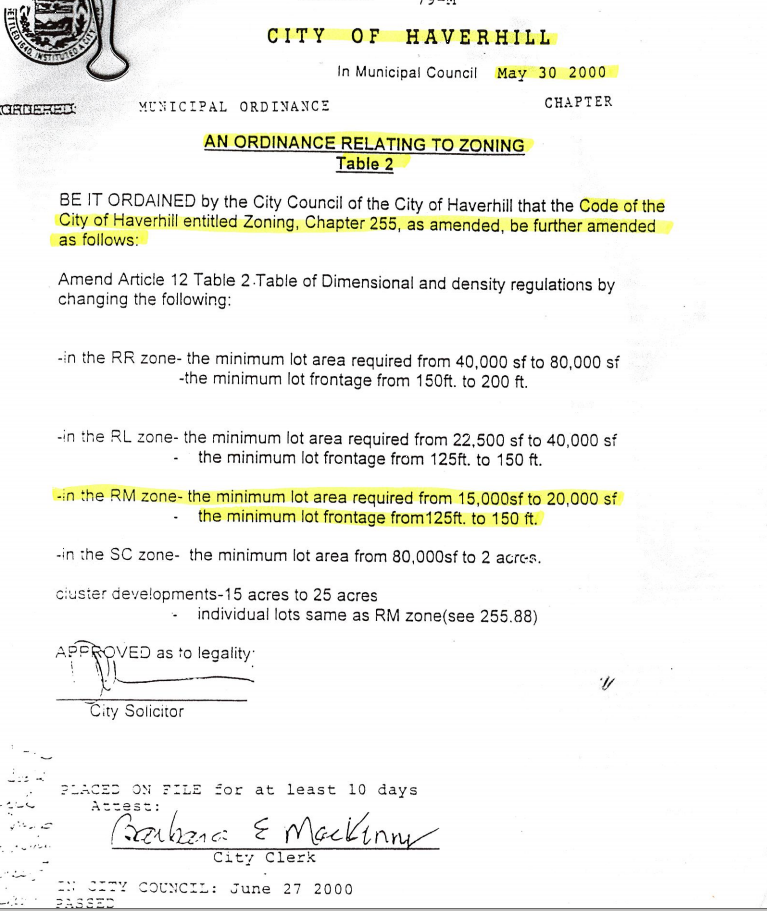 79-M
CITY OF HAVERHILL
In Municipal Council May 30 2000
ORDERED: MUNICIPAL ORDINANCE CHAPTER
AN ORDINANCE RELATING TO ZONING
Table 2
BE IT ORDAINED by the City Council of the City of Haverhill that the Code of the
City of Haverhill entitled Zoning, Chapter 255, as amended, be further amended
as follows:
Amend Article 12 Table 2 Table of Dimensional and density regulations by
changing the following:
-in the RR zone- the minimum lot area required from 40,000 sf to 80,000 sf
-the minimum lot frontage from 150ft. to 200 ft.
-in the RL zone- the minimum lot area required from 22,500 sf to 40,000 sf
- the minimum lot frontage from 125ft. to 150 ft.
-in the RM zone- the minimum lot area required from 15,000sf to 20,000 sf
- the minimum lot frontage from125ft. to 150 ft.
-in the SC zone- the minimum lot area from 80,000sf to 2 acres.
cluster developments-15 acres to 25 acres
- individual lots same as RM zone(see 255.88)
APPROVED as to legality:
City Solicitor
PLACED ON FILE for at least 10 days
Attest:
Barbara E MacKinny
City Clerk
IN CITY COUNCIL: June 27 2000
PASSED